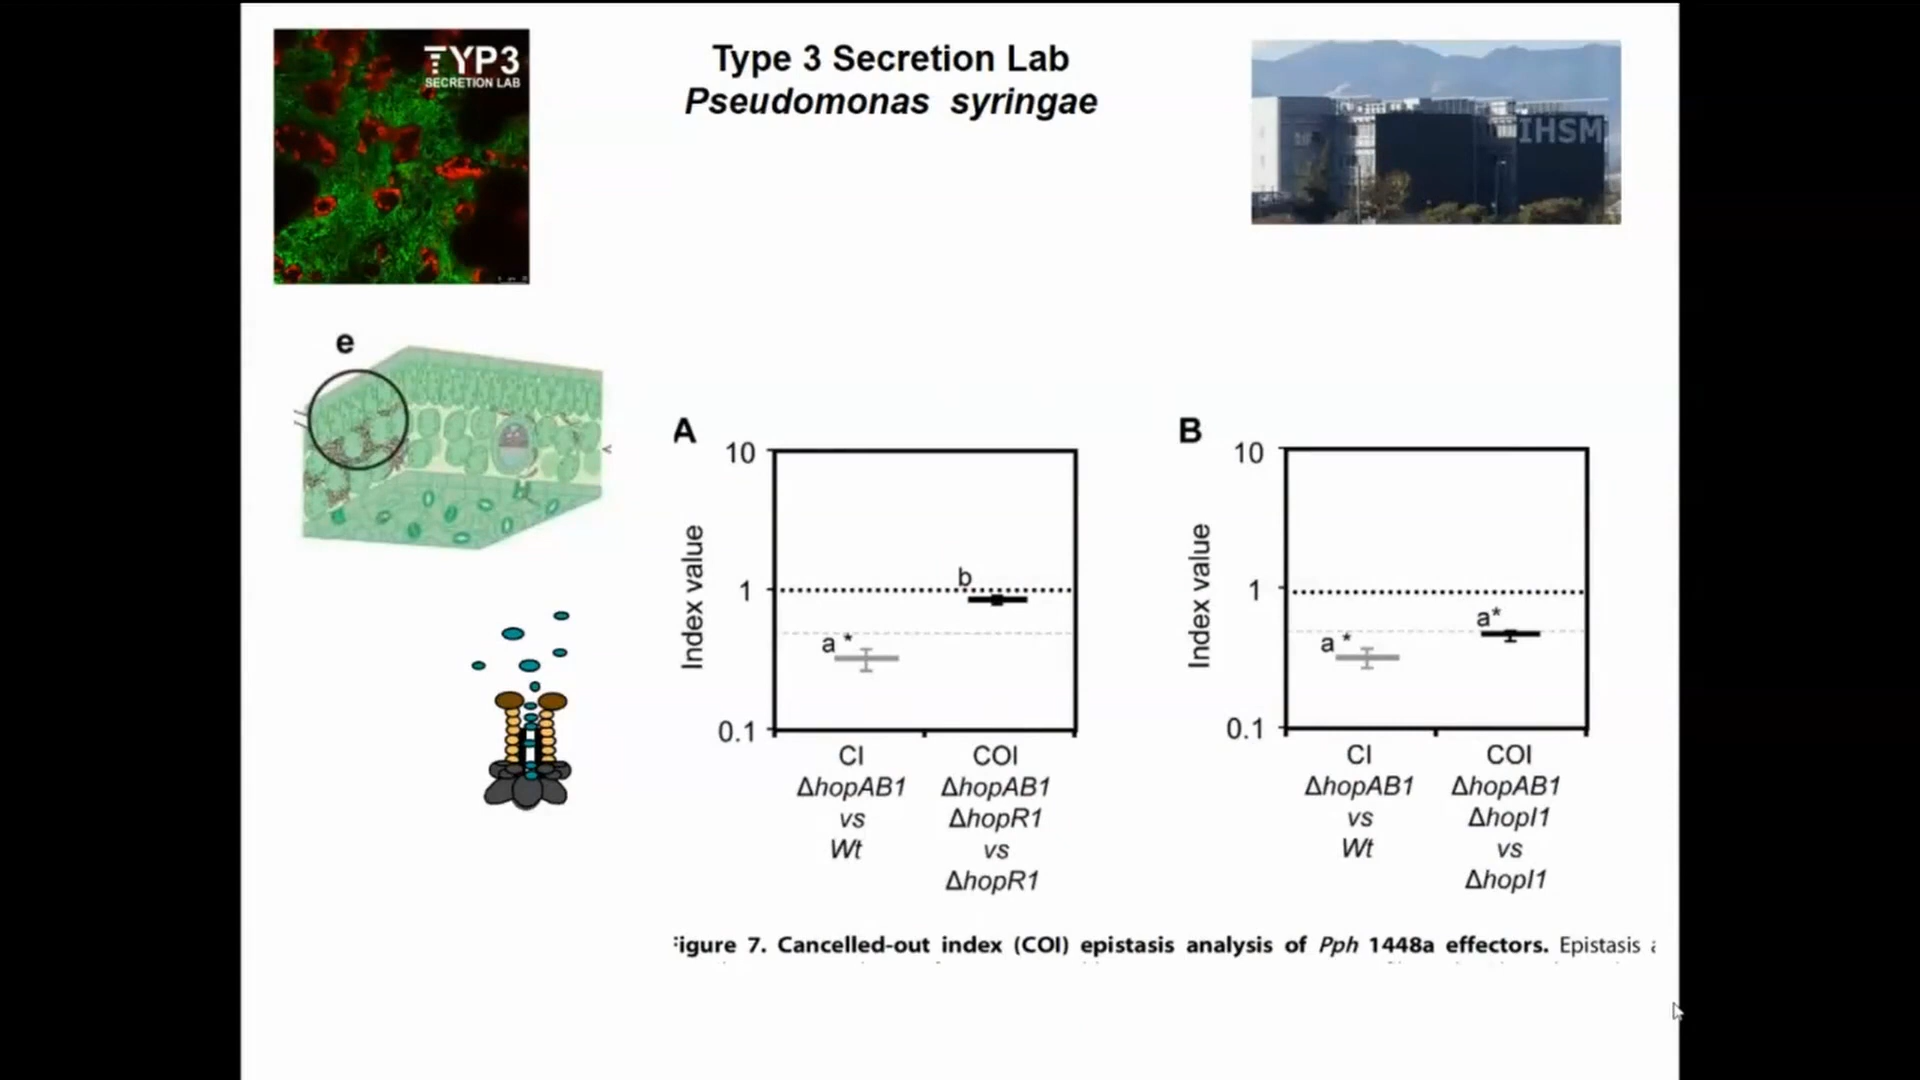 TYP3
SECRETION LAB
Type 3 Secretion Lab
Pseudomonas syringae
IHSM
e
A
10
1
0.1
Index value
a *
b
CI
ΔhopAB1
vs
Wt
COI
ΔhopAB1
ΔhopR1
vs
ΔhopR1
B
10
1
0.1
Index value
a *
a*
CI
ΔhopAB1
vs
Wt
COI
ΔhopAB1
ΔhopI1
vs
ΔhopI1
igure 7. Cancelled-out index (COI) epistasis analysis of Pph 1448a effectors. Epistasis